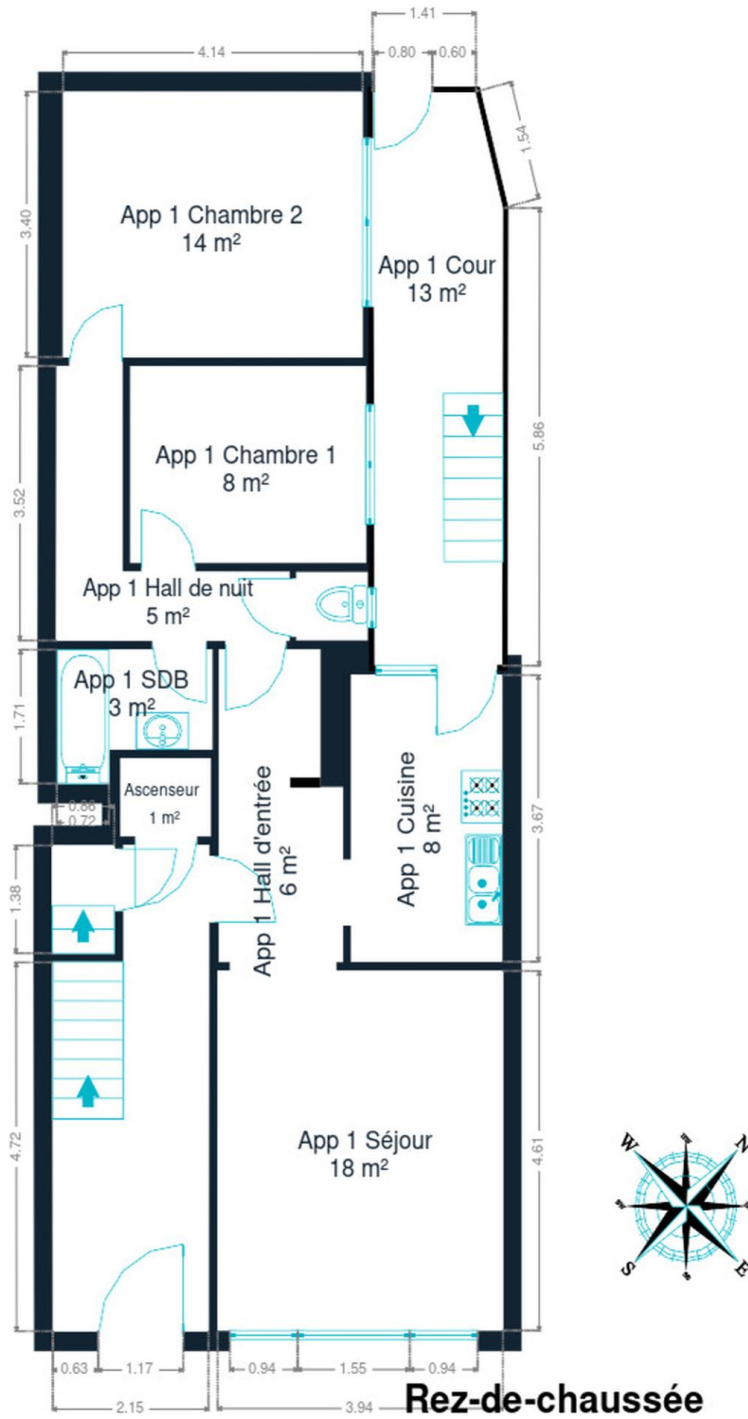 1.41
4.14
0.80
0.60
1.54
3.40
App 1 Chambre 2
14 m²
App 1 Cour
13 m²
5.86
3.52
App 1 Chambre 1
8 m²
App 1 Hall de nuit
5 m²
App 1 SDB
3 m²
1.71
Ascenseur
1 m²
0.72
App 1 Hall d'entrée
6 m²
App 1 Cuisine
8 m²
3.67
1.38
4.72
App 1 Séjour
18 m²
4.61
W
N
S
E
0.63
1.17
0.94
1.55
0.94
2.15
3.94
Rez-de-chaussée